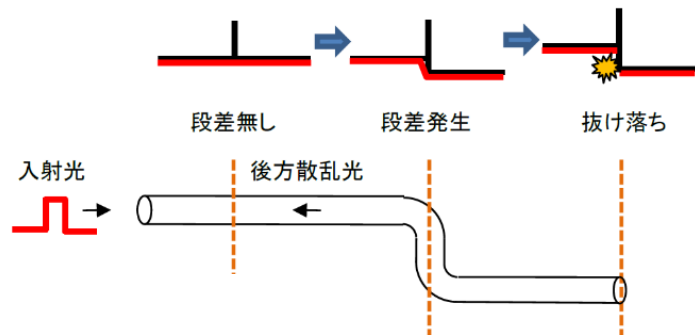 段差無し
段差発生
抜け落ち
入射光
後方散乱光